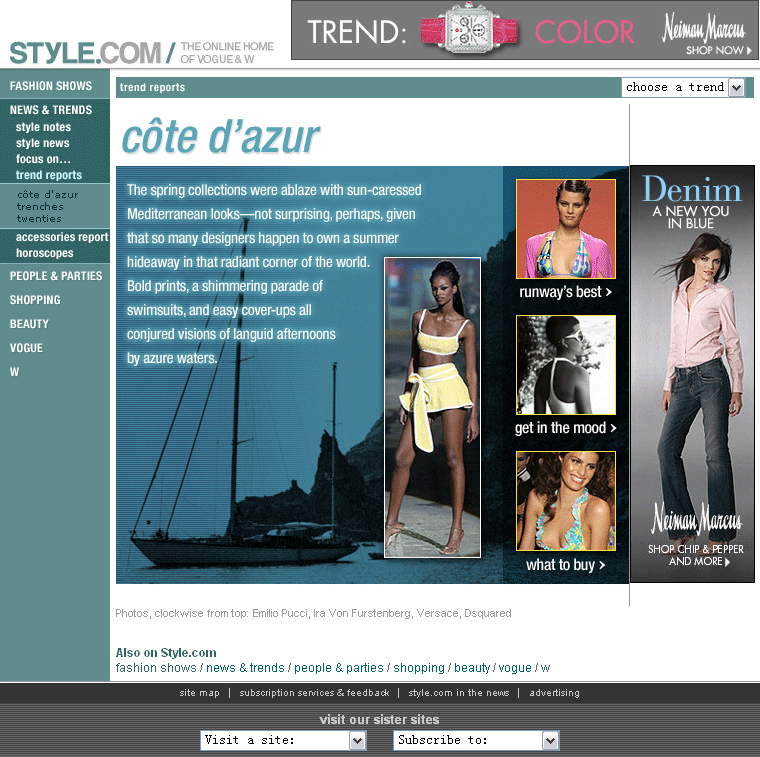 STYLE.COM / THE ONLINE HOME
OF VOGUE & W
TREND: COLOR
Neiman Marcus
SHOP NOW
FASHION SHOWS
NEWS & TRENDS
style notes
style news
focus on...
trend reports
côte d'azur
trenches
twenties
accessories report
horoscopes
PEOPLE & PARTIES
SHOPPING
BEAUTY
VOGUE
W
trend reports
choose a trend
côte d'azur
The spring collections were ablaze with sun-caressed
Mediterranean looks—not surprising, perhaps, given
that so many designers happen to own a summer
hideaway in that radiant corner of the world.
Bold prints, a shimmering parade of
swimsuits, and easy cover-ups all
conjured visions of languid afternoons
by azure waters.
runway's best >
get in the mood >
what to buy >
Denim
A NEW YOU
IN BLUE
Neiman Marcus
SHOP CHIP & PEPPER
AND MORE
Photos, clockwise from top: Emilio Pucci, Ira Von Furstenberg, Versace, Dsquared
Also on Style.com
fashion shows / news & trends / people & parties / shopping / beauty / vogue / w
site map | subscription services & feedback | style.com in the news | advertising
visit our sister sites
Visit a site: Subscribe to: